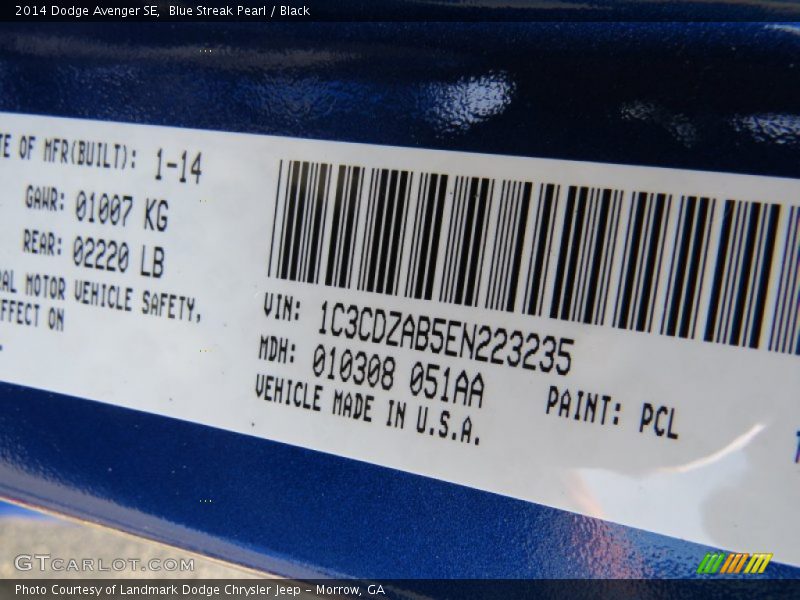 2014 Dodge Avenger SE,  Blue Streak Pearl / Black
TE OF MFR(BUILT): 1-14
GAWR: 01007 KG
REAR: 02220 LB
MOTOR VEHICLE SAFETY,
EFFECT ON
VIN: 1C3CDZAB5EN223235
MDH: 010308 051AA
PAINT: PCL
VEHICLE MADE IN U.S.A.
GTCARLOT.COM
Photo Courtesy of Landmark Dodge Chrysler Jeep - Morrow, GA